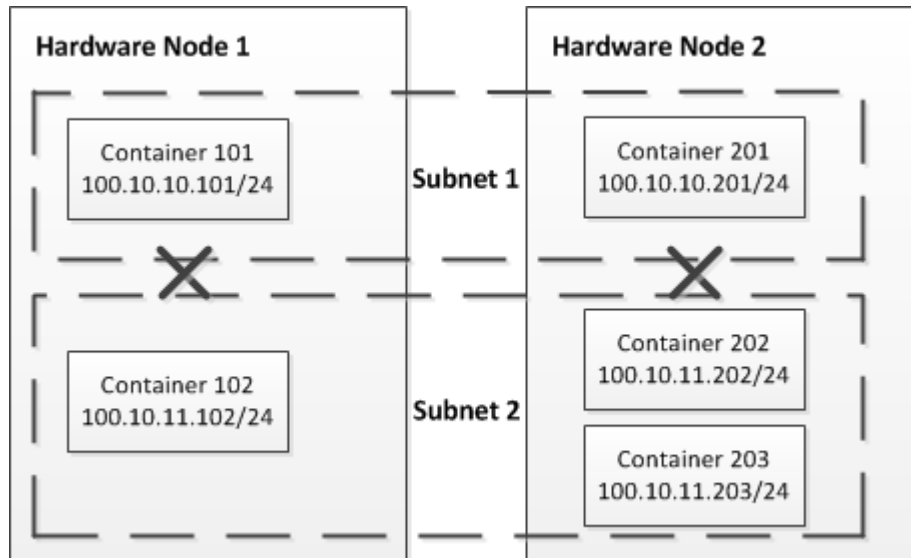 Hardware Node 1
Hardware Node 2
Container 101
100.10.10.101/24
Subnet 1
Container 201
100.10.10.201/24
Container 102
100.10.11.102/24
Subnet 2
Container 202
100.10.11.202/24
Container 203
100.10.11.203/24